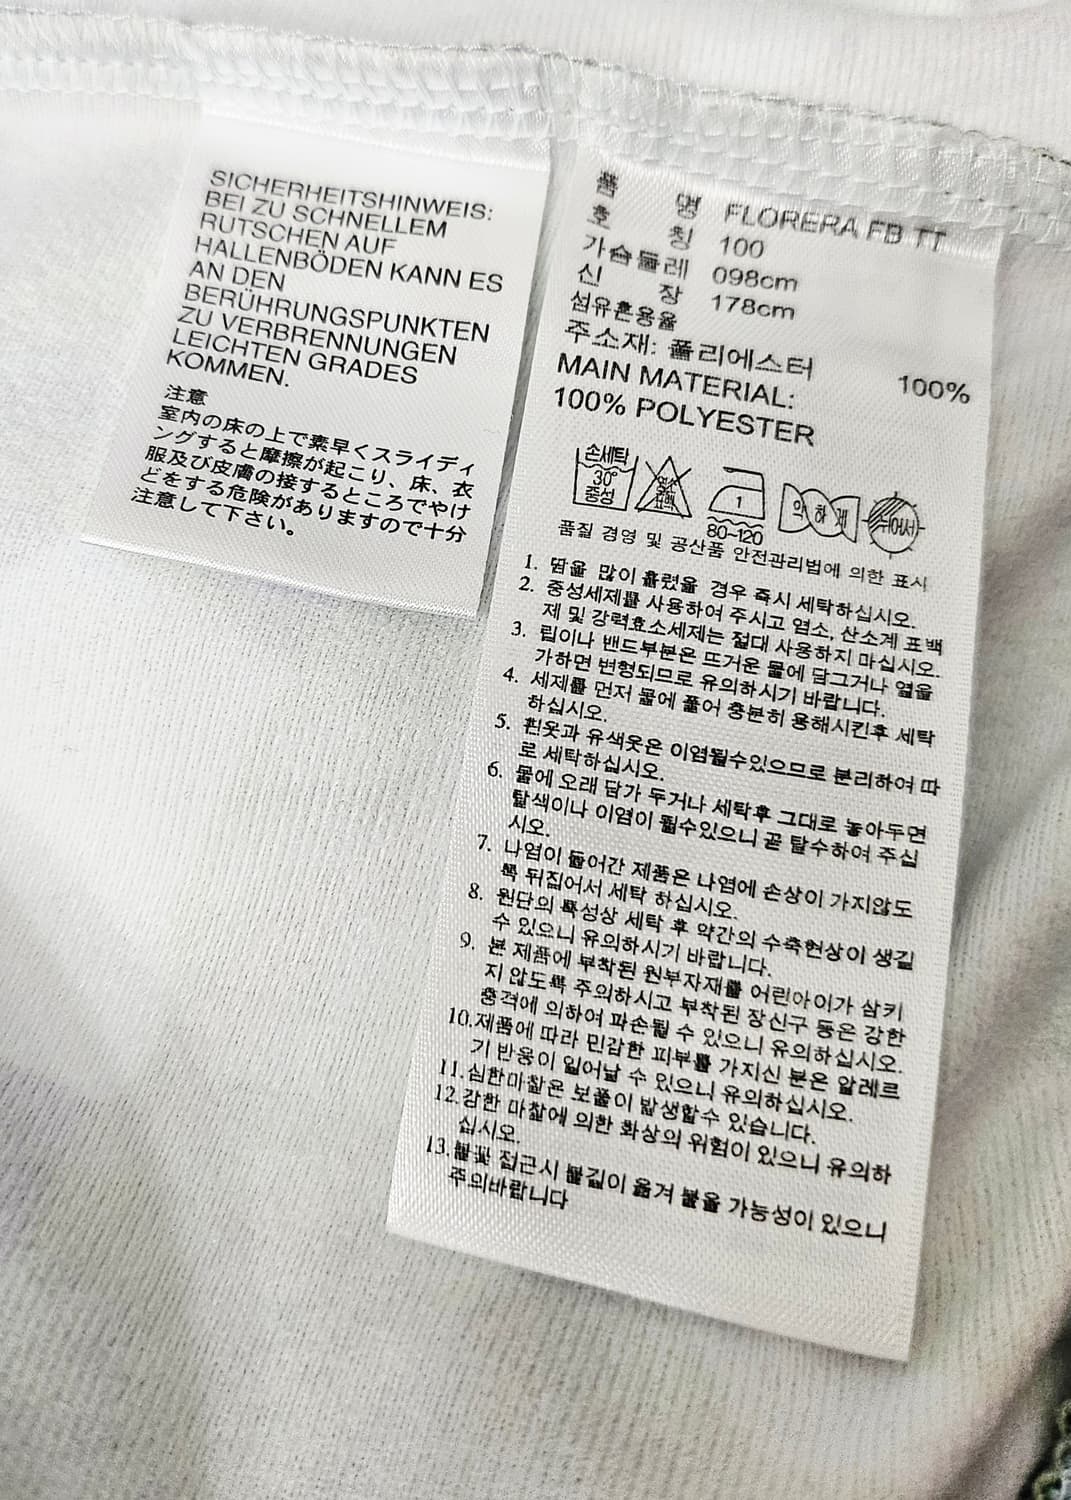 SICHERHEITSHINWEIS:
BEI ZU SCHNELLEM
RUTSCHEN AUF
HALLENBÖDEN KANN ES
AN DEN
BERÜHRUNGSPUNKTEN
ZU VERBRENNUNGEN
LEICHTEN GRADES
KOMMEN.
注意
室内の床の上で素早くスライディ
ングすると摩擦が起こり、床、衣
服及び皮膚の接するところでやけ
どをする危険がありますので十分
注意して下さい。
품 명 FLORERA FB TT
호 칭 100
가슴둘레 098cm
신 장 178cm
섬유혼용율
주소재: 폴리에스터 100%
MAIN MATERIAL:
100% POLYESTER
손세탁
30°
중성
염소
표백
1
80~120
약하게
뉘어서
품질 경영 및 공산품 안전관리법에 의한 표시
1. 땀을 많이 흘렸을 경우 즉시 세탁하십시오.
2. 중성세제를 사용하여 주시고 염소, 산소계 표백
제 및 강력효소세제는 절대 사용하지 마십시오.
3. 립이나 밴드부분은 뜨거운 물에 담그거나 열을
가하면 변형되므로 유의하시기 바랍니다.
4. 세제를 먼저 물에 풀어 충분히 용해시킨후 세탁
하십시오.
5. 흰옷과 유색옷은 이염될수있으므로 분리하여 따
로 세탁하십시오.
6. 물에 오래 담가 두거나 세탁후 그대로 놓아두면
탈색이나 이염이 될수있으니 곧 탈수하여 주십
시오.
7. 나염이 들어간 제품은 나염에 손상이 가지않도
록 뒤집어서 세탁 하십시오.
8. 원단의 특성상 세탁 후 약간의 수축현상이 생길
수 있으니 유의하시기 바랍니다.
9. 본 제품에 부착된 원부자재를 어린아이가 삼키
지 않도록 주의하시고 부착된 장신구 등은 강한
충격에 의하여 파손될 수 있으니 유의하십시오.
10.제품에 따라 민감한 피부를 가지신 분은 알레르
기 반응이 일어날 수 있으니 유의하십시오.
11.심한마찰은 보풀이 발생할수 있습니다.
12.강한 마찰에 의한 화상의 위험이 있으니 유의하
십시오.
13.불꽃 접근시 불길이 옮겨 붙을 가능성이 있으니
주의바랍니다